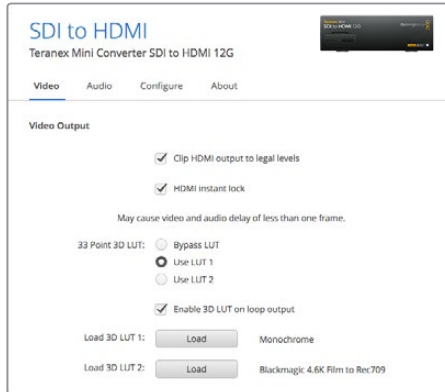 SDI to HDMI
Teranex Mini Converter SDI to HDMI 12G
Video Audio Configure About
Video Output
Clip HDMI output to legal levels
HDMI instant lock
May cause video and audio delay of less than one frame.
33 Point 3D LUT: Bypass LUT
Use LUT 1
Use LUT 2
Enable 3D LUT on loop output
Load 3D LUT 1: Load Monochrome
Load 3D LUT 2: Load Blackmagic 4.6K Film to Rec709